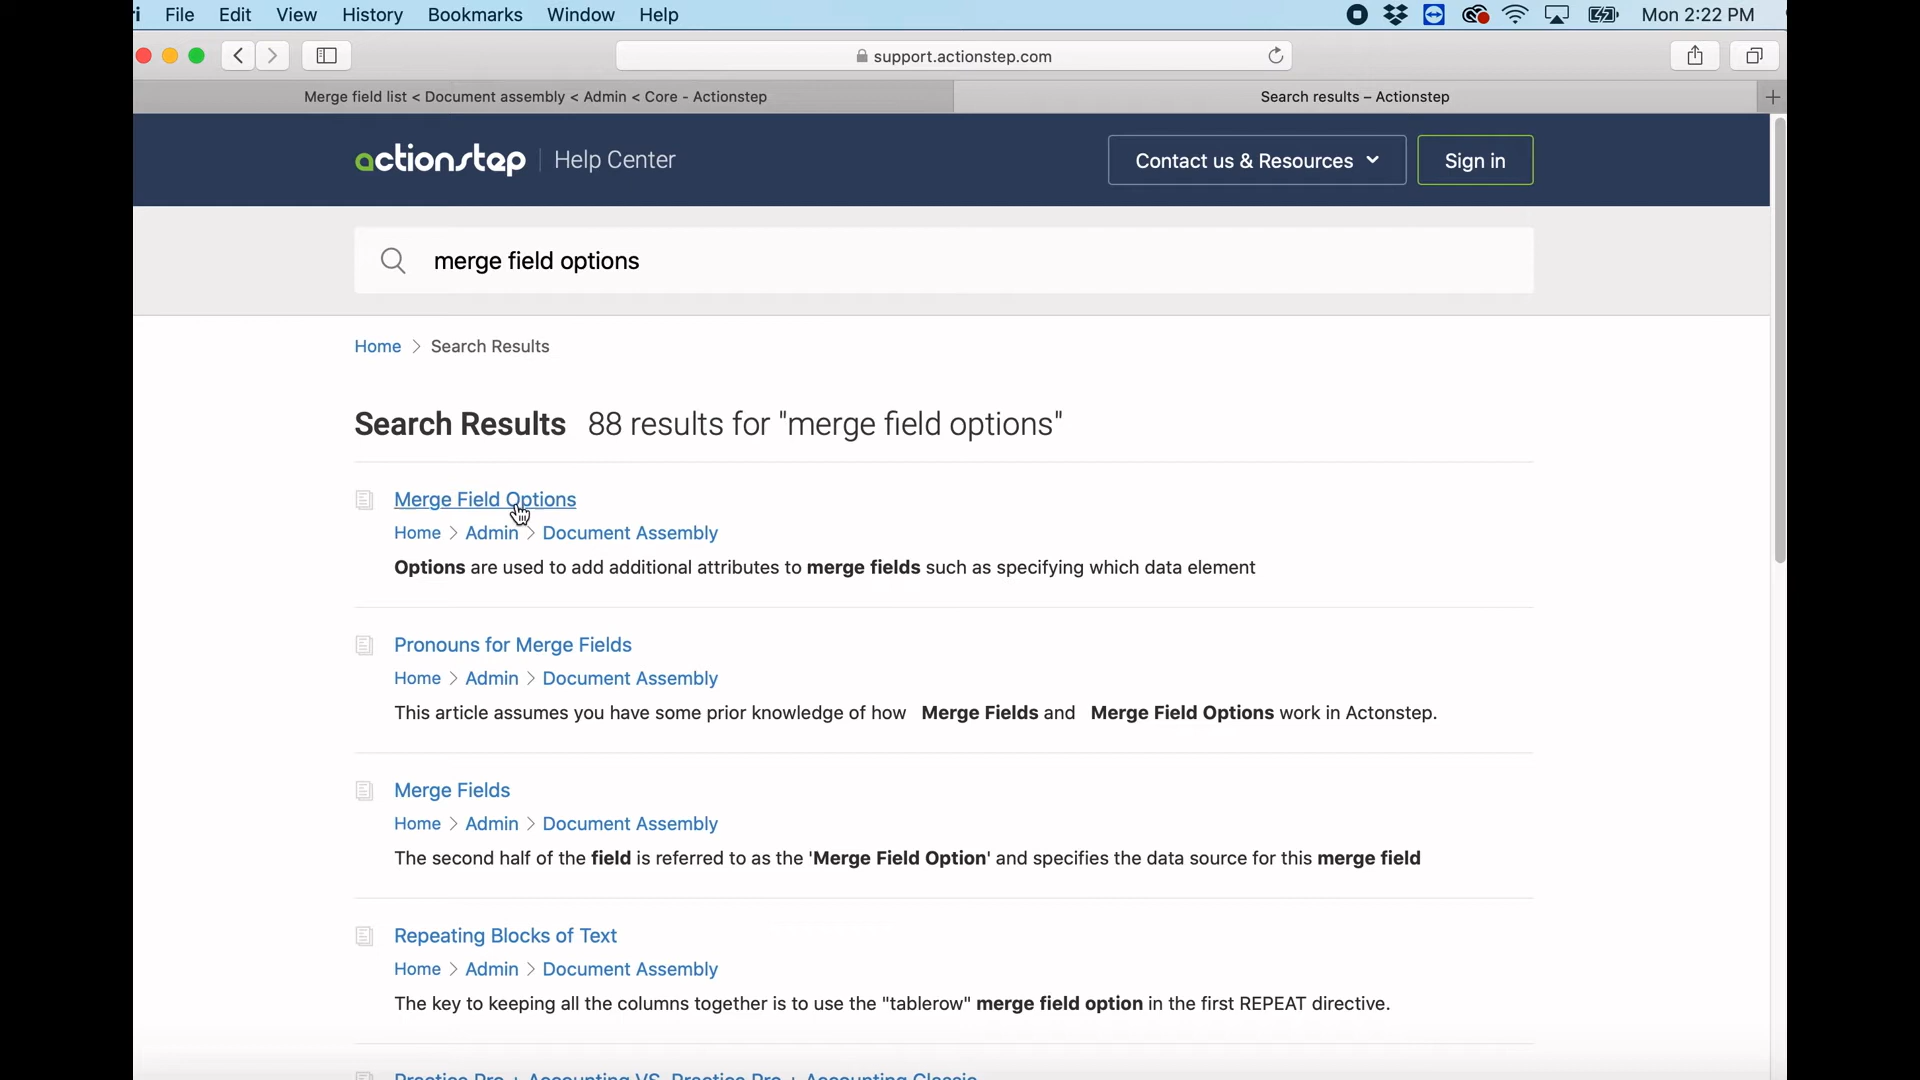 File Edit View History Bookmarks Window Help Mon 2:22 PM
support.actionstep.com
Merge field list < Document assembly < Admin < Core - Actionstep Search results – Actionstep
actionstep Help Center Contact us & Resources Sign in
merge field options
Home > Search Results
Search Results 88 results for "merge field options"
Merge Field Options
Home > Admin > Document Assembly
Options are used to add additional attributes to merge fields such as specifying which data element
Pronouns for Merge Fields
Home > Admin > Document Assembly
This article assumes you have some prior knowledge of how Merge Fields and Merge Field Options work in Actonstep.
Merge Fields
Home > Admin > Document Assembly
The second half of the field is referred to as the 'Merge Field Option' and specifies the data source for this merge field
Repeating Blocks of Text
Home > Admin > Document Assembly
The key to keeping all the columns together is to use the "tablerow" merge field option in the first REPEAT directive.
Practice Pro + Accounting VS. Practice Pro + Accounting Classic